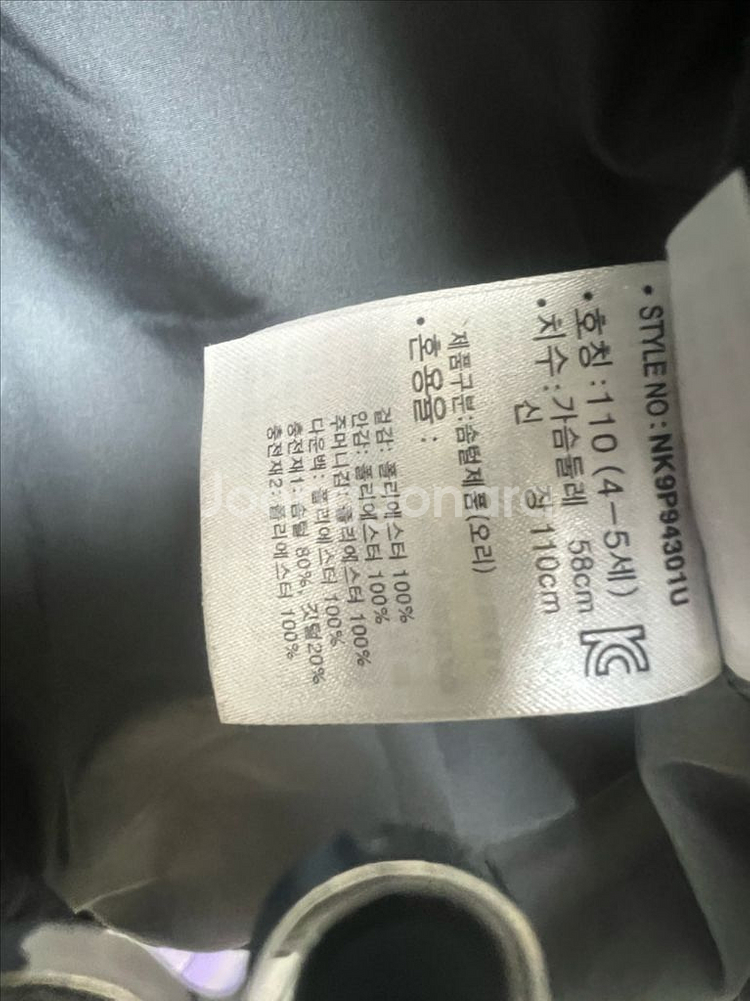 • STYLE NO : NK9P94301U
• 호칭 : 110 (4-5세)
• 치수 : 가슴둘레 58cm
신 장 110cm
제품구분:솜털제품(오리)
• 혼용율 :
겉감: 폴리에스터 100%
안감: 폴리에스터 100%
주머니감:폴리에스터 100%
다운백: 폴리에스터 100%
충전재1:솜털 80%, 깃털20%
충전재2:폴리에스터 100%